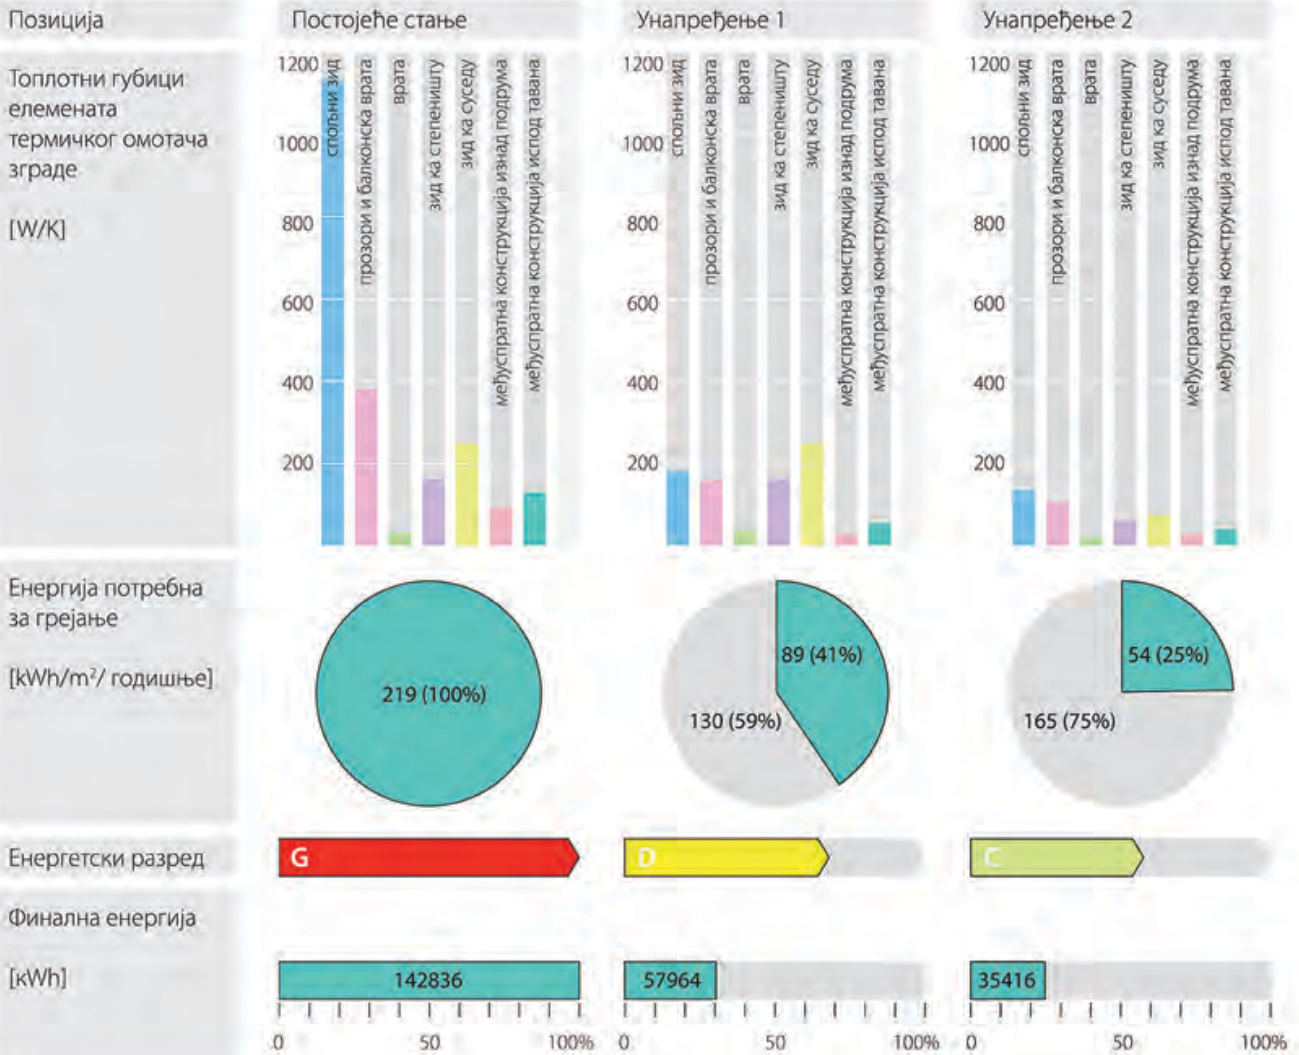 Позиција
Постојеће стање
Унапређење 1
Унапређење 2
Топлотни губици
елемената
термичког омотача
зграде
[W/K]
1200
1000
800
600
400
200
спољни зид
прозори и балконска врата
врата
зид ка степеништу
зид ка суседу
међуспратна конструкција изнад подрума
међуспратна конструкција испод тавана
1200
1000
800
600
400
200
спољни зид
прозори и балконска врата
врата
зид ка степеништу
зид ка суседу
међуспратна конструкција изнад подрума
међуспратна конструкција испод тавана
1200
1000
800
600
400
200
спољни зид
прозори и балконска врата
врата
зид ка степеништу
зид ка суседу
међуспратна конструкција изнад подрума
међуспратна конструкција испод тавана
Енергија потребна
за грејање
[kWh/m²/ годишње]
219 (100%)
89 (41%)
130 (59%)
54 (25%)
165 (75%)
Енергетски разред
G
D
C
Финална енергија
[кWh]
142836
57964
35416
0 50 100%
0 50 100%
0 50 100%